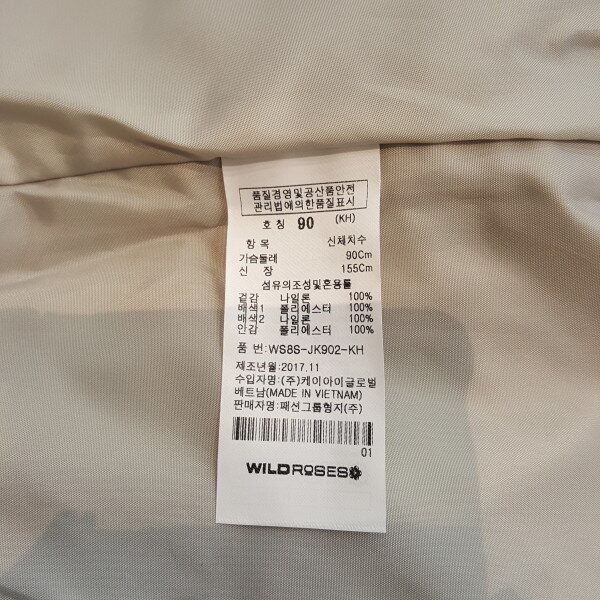 품질경영및공산품안전
관리법에의한품질표시
호 칭 90 (KH)
항 목 신체치수
가슴둘레 90Cm
신 장 155Cm
섬유의조성및혼용률
겉감 나일론 100%
배색1 폴리에스터 100%
배색2 나일론 100%
안감 폴리에스터 100%
품 번: WS8S-JK902-KH
제조년월:2017.11
수입자명:(주)케이아이글로벌
베트남(MADE IN VIETNAM)
판매자명:패션그룹형지(주)
01
WILDROSES